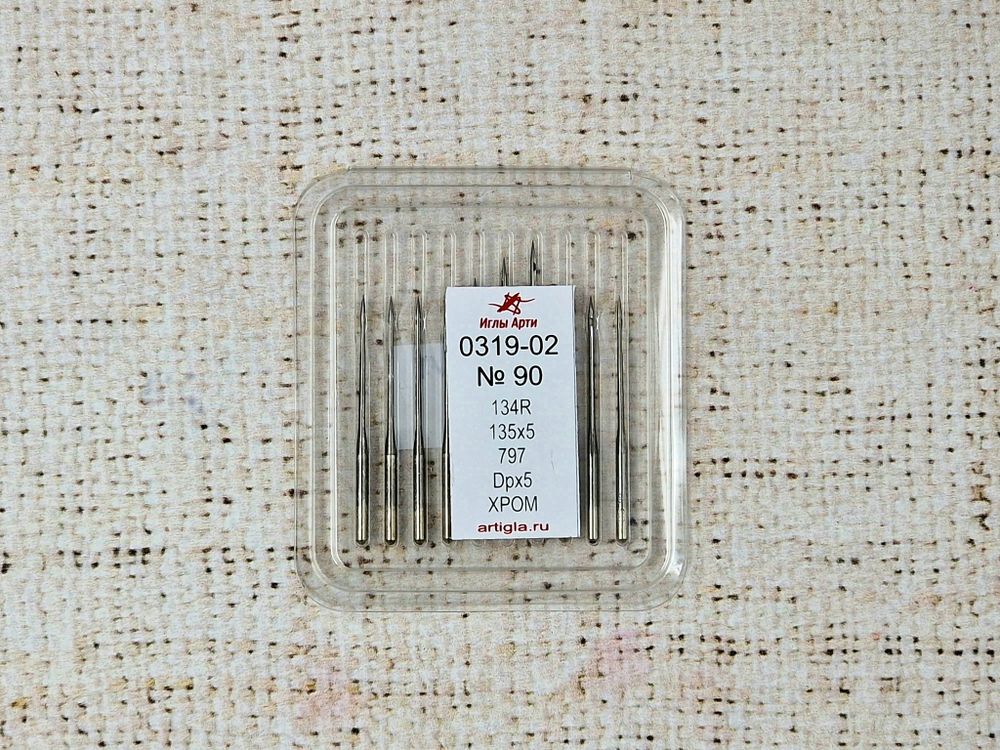 Иглы Арти
0319-02
№ 90
134R
135x5
797
Dpx5
ХРОМ
artigla.ru